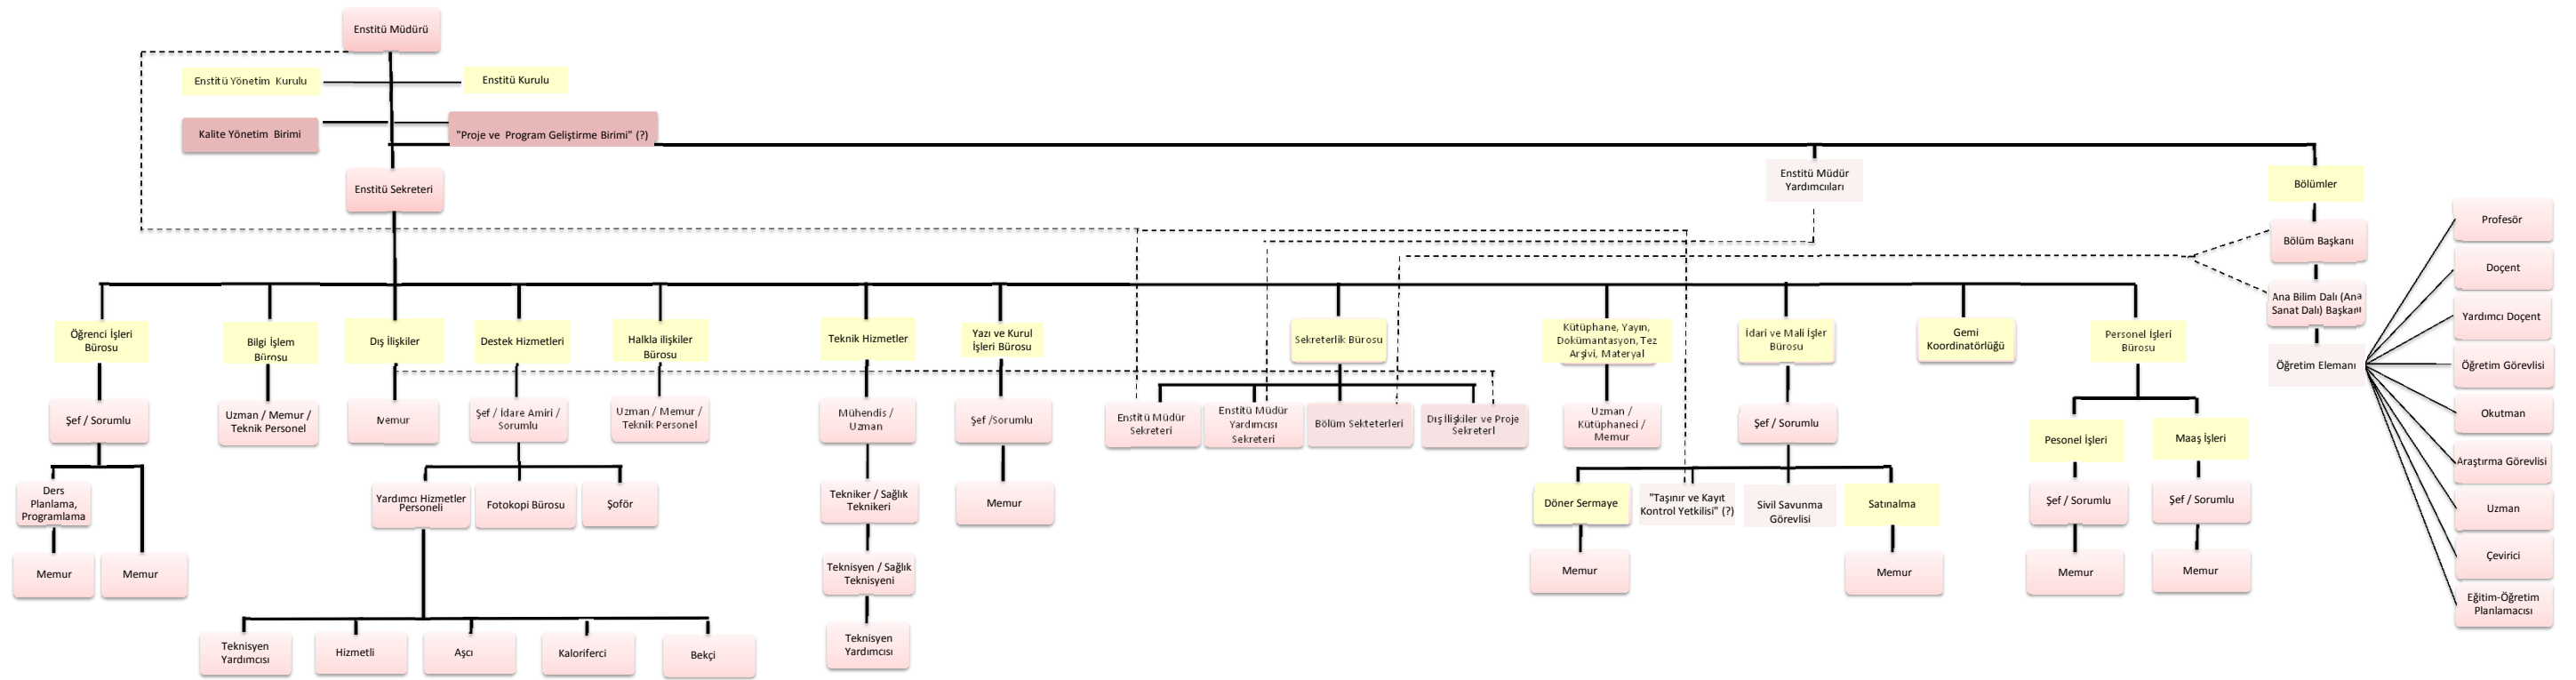 Enstitü Müdürü
Enstitü Yönetim Kurulu
Enstitü Kurulu
Kalite Yönetim Birimi
"Proje ve Program Geliştirme Birimi" (?)
Enstitü Sekreteri
Enstitü Müdür
Yardımcııları
Bölümler
Bölüm Başkanı
Ana Bilim Dalı (Ana
Sanat Dalı) Başkanı
Öğretim Elemanı
Profesör
Doçent
Yardımcı Doçent
Öğretim Görevlisi
Okutman
Araştırma Görevlisi
Uzman
Çevirici
Eğitim-Öğretim
Planlamacısı
Öğrenci İşleri
Bürosu
Bilgi İşlem
Bürosu
Dış İlişkiler
Destek Hizmetleri
Halkla ilişkiler
Bürosu
Teknik Hizmetler
Yazı ve Kurul
İşleri Bürosu
Sekreterlik Bürosu
Kütüphane, Yayın,
Dokümantasyon, Tez
Arşivi, Materyal
İdari ve Mali İşler
Bürosu
Gemi
Koordinatörlüğü
Personel İşleri
Bürosu
Şef / Sorumlu
Uzman / Memur /
Teknik Personel
Memur
Şef / İdare Amiri /
Sorumlu
Uzman / Memur /
Teknik Personel
Mühendis /
Uzman
Şef /Sorumlu
Enstitü Müdür
Sekreteri
Enstitü Müdür
Yardımcısı
Sekreteri
Bölüm Sekteterleri
Dış İlişkiler ve Proje
Sekreterl
Uzman /
Kütüphaneci /
Memur
Şef / Sorumlu
Pesonel İşleri
Maaş İşleri
Ders
Planlama,
Programlama
Yardımcı Hizmetler
Personeli
Fotokopi Bürosu
Şoför
Tekniker / Sağlık
Teknikeri
Memur
Döner Sermaye
"Taşınır ve Kayıt
Kontrol Yetkilisi" (?)
Sivil Savunma
Görevlisi
Satınalma
Şef / Sorumlu
Şef / Sorumlu
Memur
Memur
Teknisyen / Sağlık
Teknisyeni
Memur
Memur
Memur
Memur
Teknisyen
Yardımcısı
Hizmetli
Aşcı
Kaloriferci
Bekçi
Teknisyen
Yardımcısı